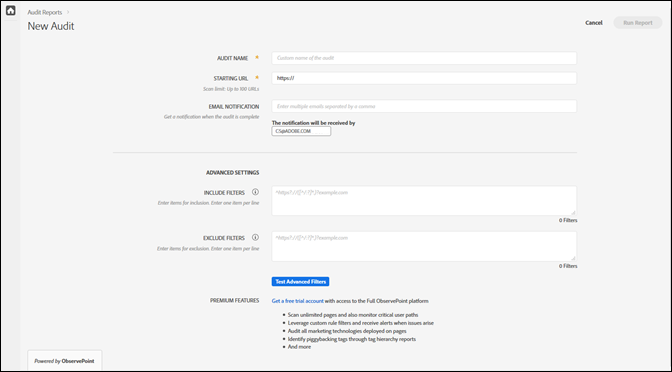 Audit Reports >
New Audit
Cancel
Run Report
AUDIT NAME *
Custom name of the audit
STARTING URL *
https://
Scan limit: Up to 100 URLs
EMAIL NOTIFICATION
Enter multiple emails separated by a comma
Get a notification when the audit is complete
The notification will be received by
CS@ADOBE.COM
ADVANCED SETTINGS
INCLUDE FILTERS
Enter items for inclusion. Enter one item per line
^https?://([^/:\?]*\.)?example.com
0 Filters
EXCLUDE FILTERS
Enter items for exclusion. Enter one item per line
^https?://([^/:\?]*\.)?example.com
0 Filters
Test Advanced Filters
PREMIUM FEATURES
Get a free trial account with access to the Full ObservePoint platform
• Scan unlimited pages and also monitor critical user paths
• Leverage custom rule filters and receive alerts when issues arise
• Audit all marketing technologies deployed on pages
• Identify piggybacking tags through tag hierarchy reports
• And more
Powered by ObservePoint